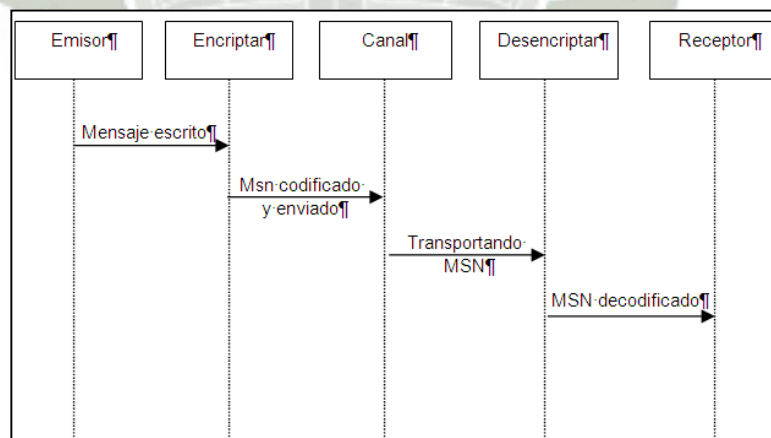 Emisor¶
Encriptar¶
Canal¶
Desencriptar¶
Receptor¶
Mensaje·escrito¶
Msn·codificado·
y·enviado¶
Transportando·
MSN¶
MSN·decodificado¶